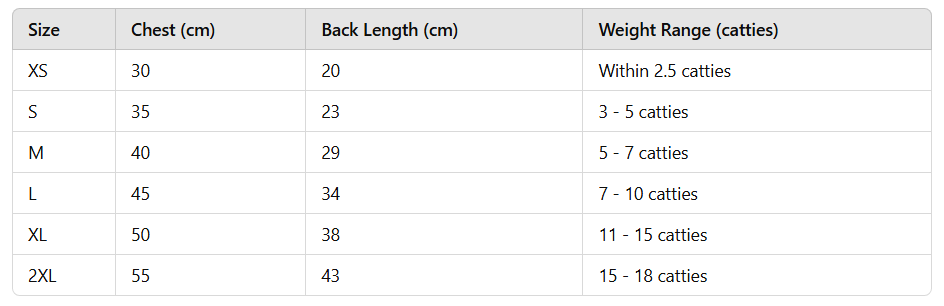 Size Chest (cm) Back Length (cm) Weight Range (catties)
XS 30 20 Within 2.5 catties
S 35 23 3 - 5 catties
M 40 29 5 - 7 catties
L 45 34 7 - 10 catties
XL 50 38 11 - 15 catties
2XL 55 43 15 - 18 catties